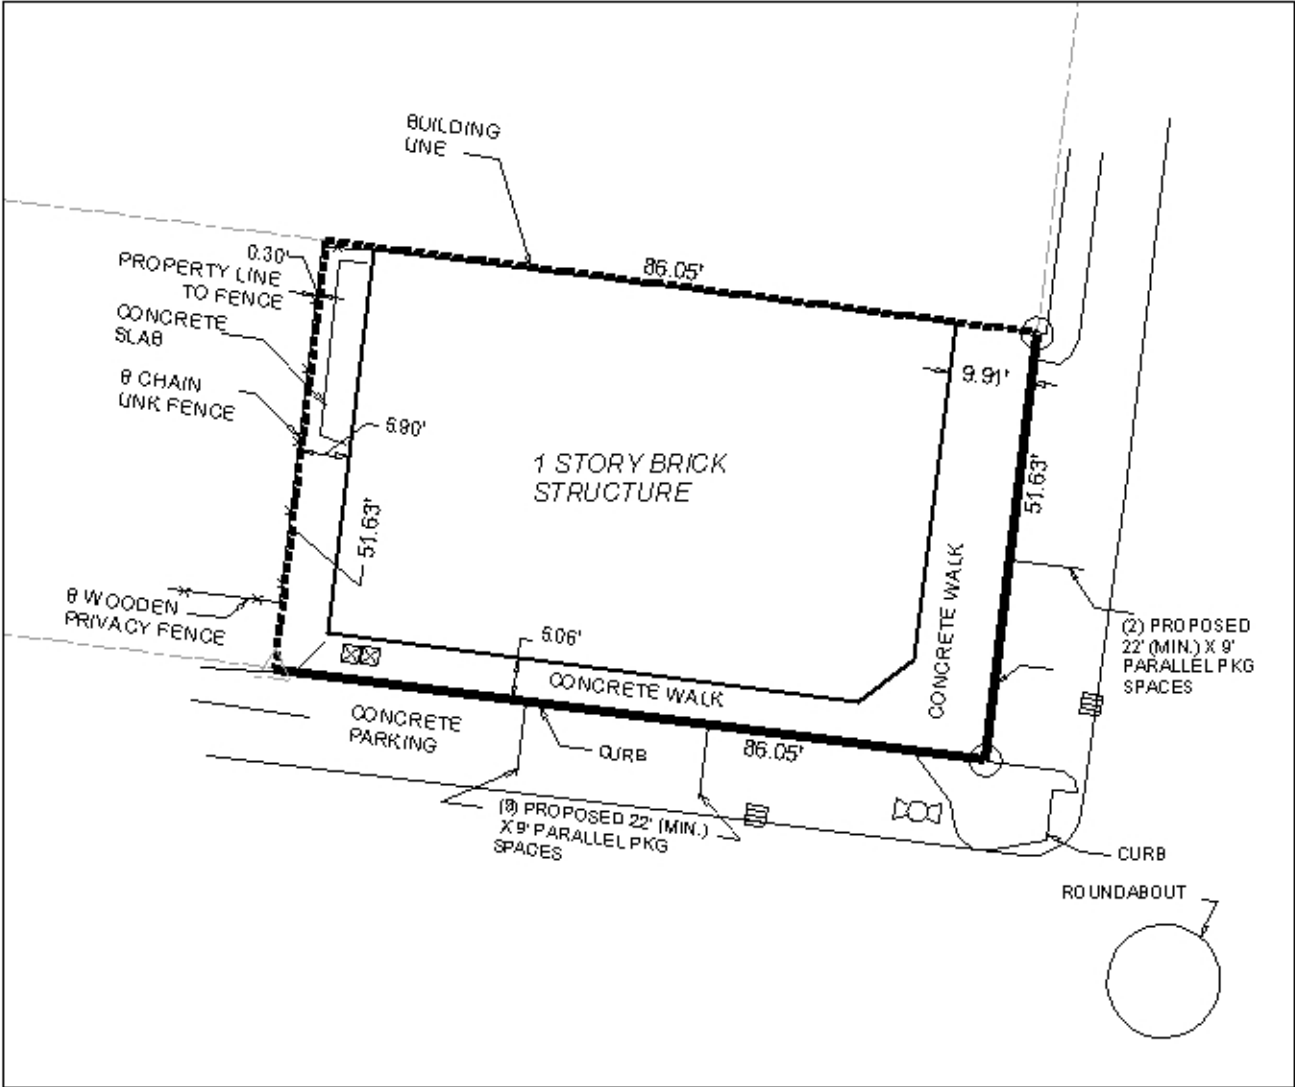 BUILDING
LINE
86.05'
0.30'
PROPERTY LINE
TO FENCE
CONCRETE
SLAB
8 CHAIN
LINK FENCE
5.90'
9.91'
1 STORY BRICK
STRUCTURE
51.63'
51.63'
8 WOODEN
PRIVACY FENCE
5.06'
CONCRETE WALK
CONCRETE WALK
(2) PROPOSED
22' (MIN.) X 9'
PARALLEL PKG
SPACES
CONCRETE
PARKING
CURB
86.05'
PROPOSED 22' (MIN.)
X 9' PARALLEL PKG
SPACES
CURB
ROUNDABOUT